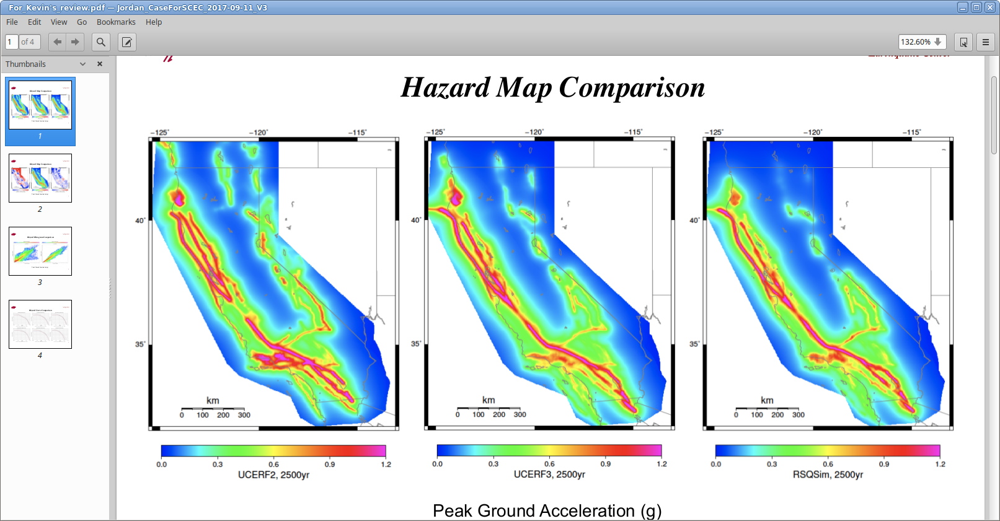 For_Kevin's_review.pdf — Jordan_CaseForSCEC_2017-09-11_V3
File Edit View Go Bookmarks Help
1 of 4
132.60%
Thumbnails
1
2
3
4
Hazard Map Comparison
−125° −120° −115°
−125° −120° −115°
−125° −120° −115°
40° 40° 40°
35° 35° 35°
km km km
0 100 200 300
0 100 200 300
0 100 200 300
0.0 0.3 0.6 0.9 1.2
0.0 0.3 0.6 0.9 1.2
0.0 0.3 0.6 0.9 1.2
UCERF2, 2500yr
UCERF3, 2500yr
RSQSim, 2500yr
Peak Ground Acceleration (g)